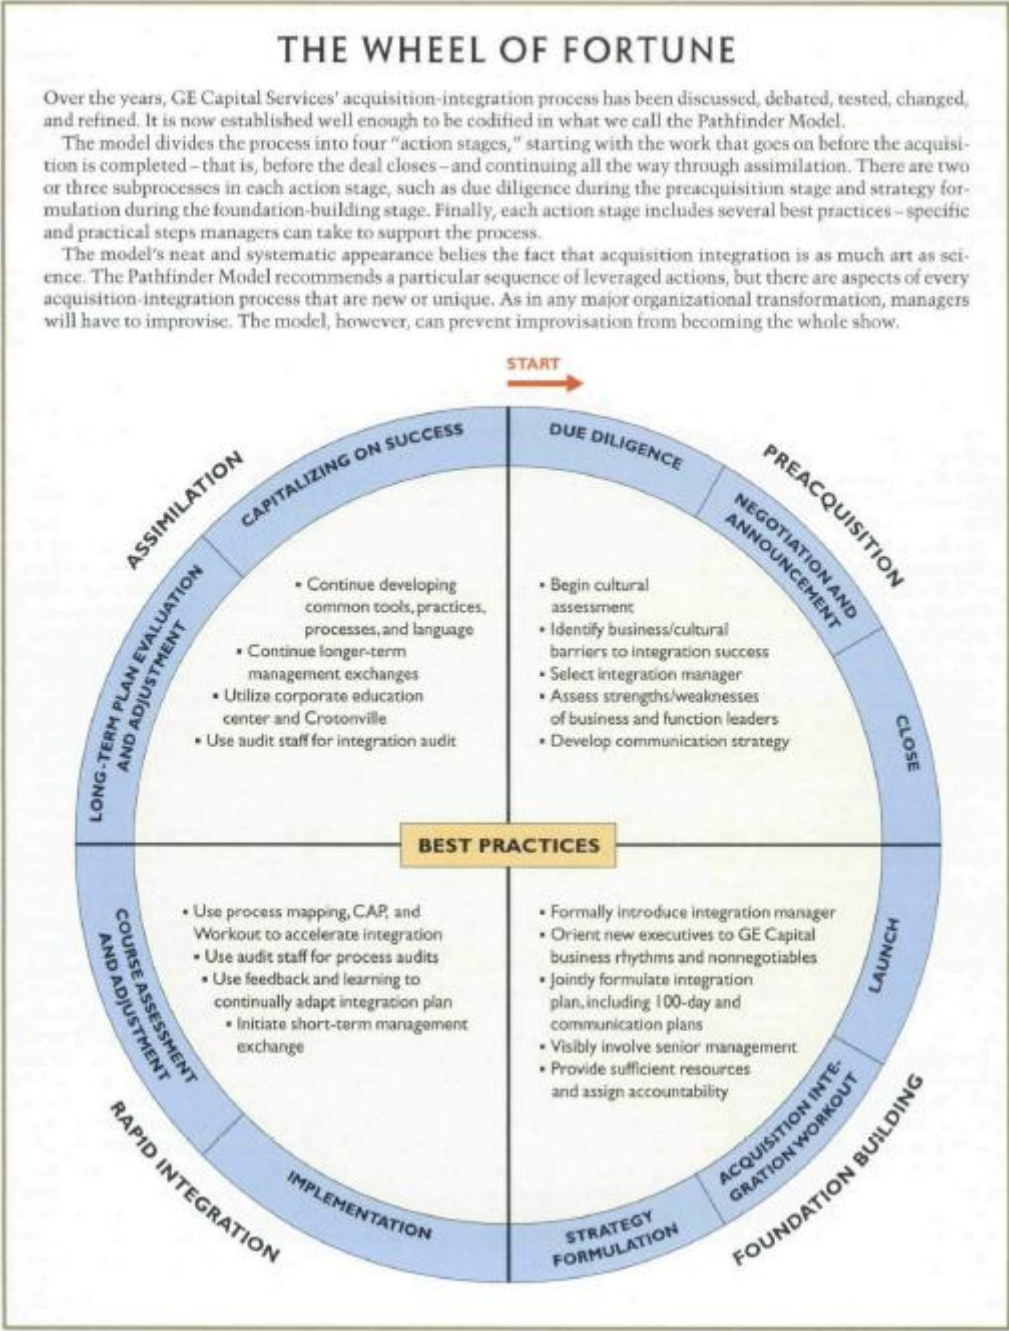 THE WHEEL OF FORTUNE
Over the years, GE Capital Services' acquisition-integration process has been discussed, debated, tested, changed,
and refined. It is now established well enough to be codified in what we call the Pathfinder Model.
The model divides the process into four "action stages," starting with the work that goes on before the acquisi-
tion is completed – that is, before the deal closes – and continuing all the way through assimilation. There are two
or three subprocesses in each action stage, such as due diligence during the preacquisition stage and strategy for-
mulation during the foundation-building stage. Finally, each action stage includes several best practices – specific
and practical steps managers can take to support the process.
The model's neat and systematic appearance belies the fact that acquisition integration is as much art as sci-
ence. The Pathfinder Model recommends a particular sequence of leveraged actions, but there are aspects of every
acquisition-integration process that are new or unique. As in any major organizational transformation, managers
will have to improvise. The model, however, can prevent improvisation from becoming the whole show.
START
PREACQUISITION
DUE DILIGENCE
NEGOTIATION AND
ANNOUNCEMENT
CLOSE
▪ Begin cultural
assessment
▪ Identify business/cultural
barriers to integration success
▪ Select integration manager
▪ Assess strengths/weaknesses
of business and function leaders
▪ Develop communication strategy
FOUNDATION BUILDING
LAUNCH
ACQUISITION INTE-
GRATION WORKOUT
STRATEGY
FORMULATION
▪ Formally introduce integration manager
▪ Orient new executives to GE Capital
business rhythms and nonnegotiables
▪ Jointly formulate integration
plan, including 100-day and
communication plans
▪ Visibly involve senior management
▪ Provide sufficient resources
and assign accountability
RAPID INTEGRATION
IMPLEMENTATION
COURSE ASSESSMENT
AND ADJUSTMENT
▪ Use process mapping, CAP, and
Workout to accelerate integration
▪ Use audit staff for process audits
▪ Use feedback and learning to
continually adapt integration plan
▪ Initiate short-term management
exchange
ASSIMILATION
LONG-TERM PLAN EVALUATION
AND ADJUSTMENT
CAPITALIZING ON SUCCESS
▪ Continue developing
common tools, practices,
processes, and language
▪ Continue longer-term
management exchanges
▪ Utilize corporate education
center and Crotonville
▪ Use audit staff for integration audit
BEST PRACTICES